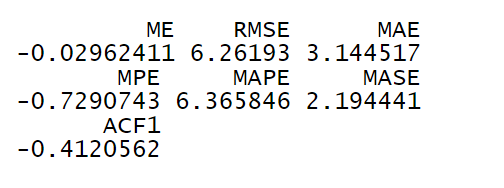 ME RMSE MAE
-0.02962411 6.26193 3.144517
MPE MAPE MASE
-0.7290743 6.365846 2.194441
ACF1
-0.4120562